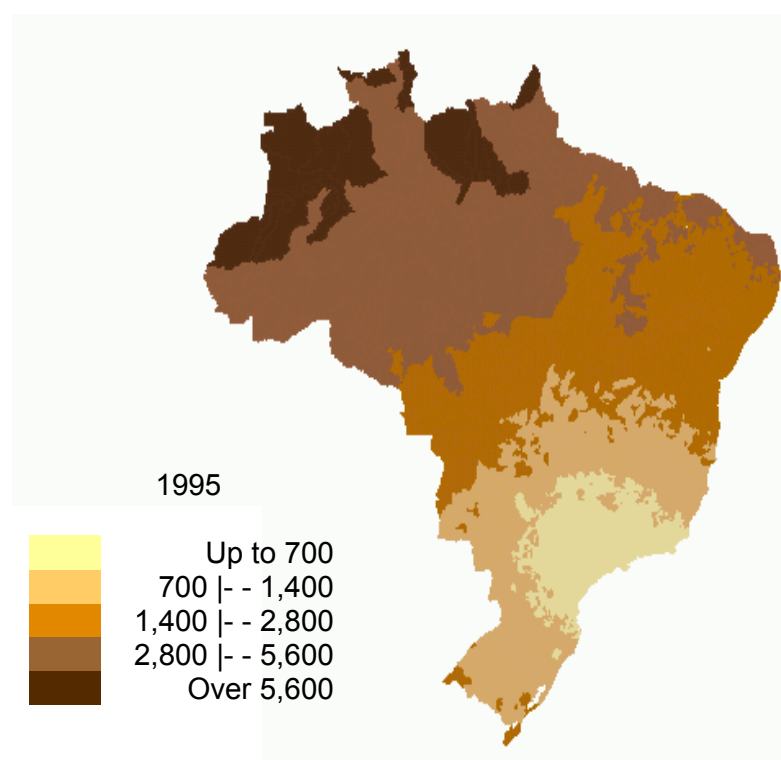 1995
Up to 700
700 |- - 1,400
1,400 |- - 2,800
2,800 |- - 5,600
Over 5,600